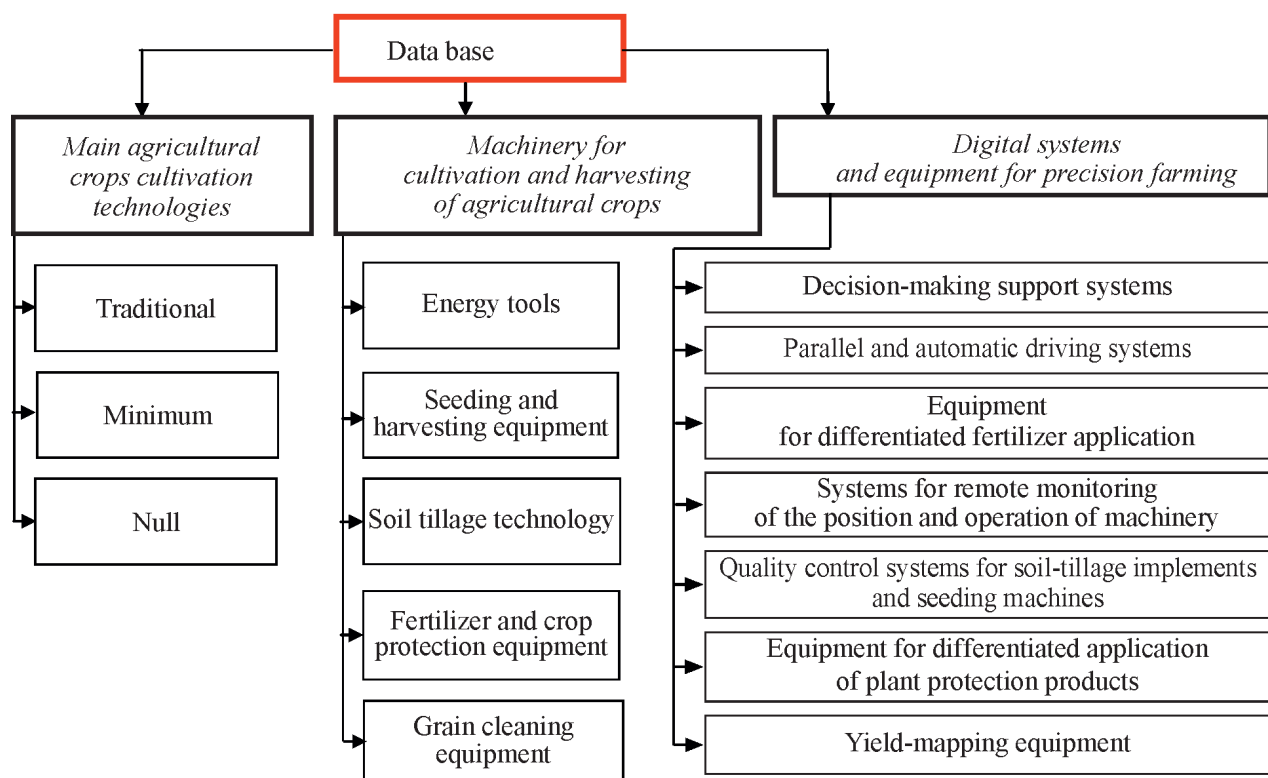 Data base
Main agricultural
crops cultivation
technologies
Machinery for
cultivation and harvesting
of agricultural crops
Digital systems
and equipment for precision farming
Traditional
Minimum
Null
Energy tools
Seeding and
harvesting equipment
Soil tillage technology
Fertilizer and crop
protection equipment
Grain cleaning
equipment
Decision-making support systems
Parallel and automatic driving systems
Equipment
for differentiated fertilizer application
Systems for remote monitoring
of the position and operation of machinery
Quality control systems for soil-tillage implements
and seeding machines
Equipment for differentiated application
of plant protection products
Yield-mapping equipment